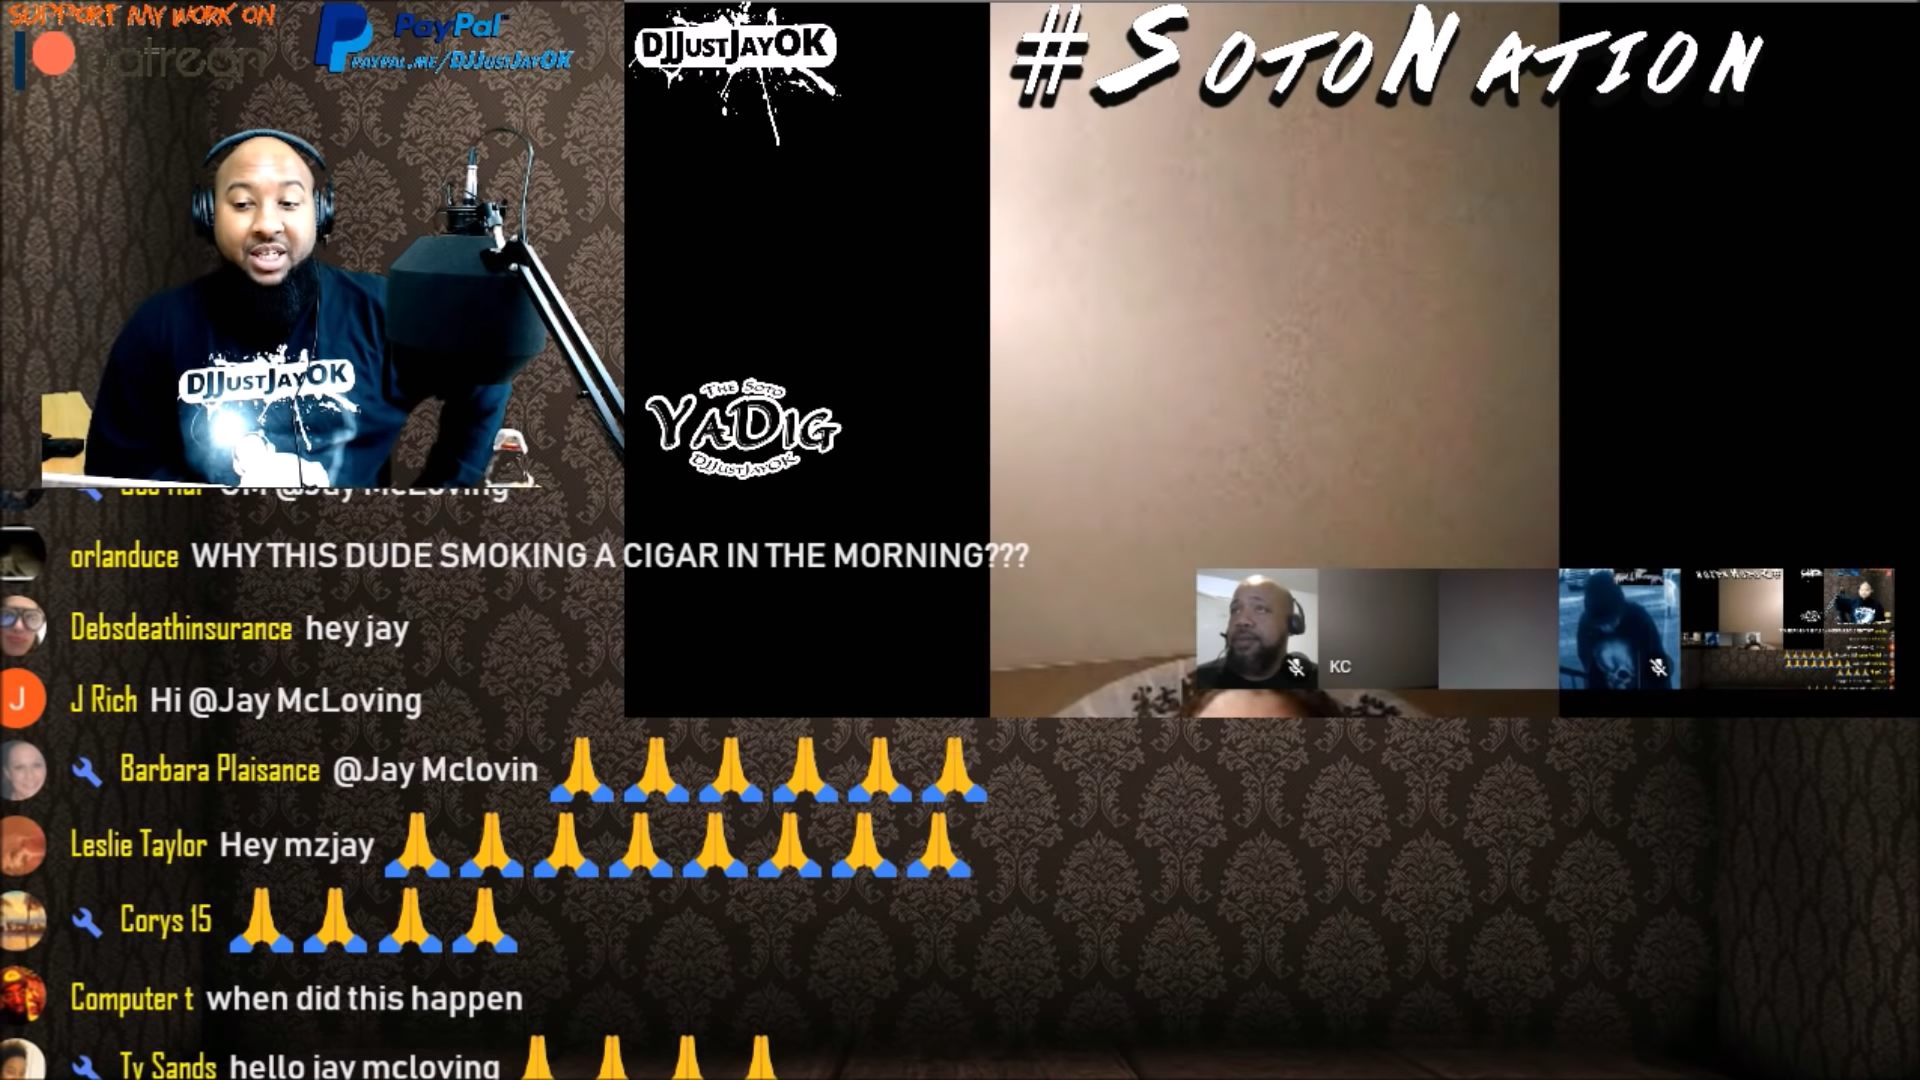 SUPPORT MY WORK ON
patreon
PayPal
PAYPAL.ME/DJJUSTJAYOK
DJJUSTJAYOK
#SOTONATION
DJJUSTJAYOK
THE SOTO
YADIG
DJJUSTJAYOK
@Jay McLoving
orlanduce WHY THIS DUDE SMOKING A CIGAR IN THE MORNING???
Debsdeathinsurance hey jay
KC
J
J Rich Hi @Jay McLoving
Barbara Plaisance @Jay Mclovin 🙏🙏🙏🙏🙏🙏
Leslie Taylor Hey mzjay 🙏🙏🙏🙏🙏🙏🙏🙏
Corys 15 🙏🙏🙏🙏
Computer t when did this happen
Ty Sands hello jay mcloving 🙏🙏🙏🙏